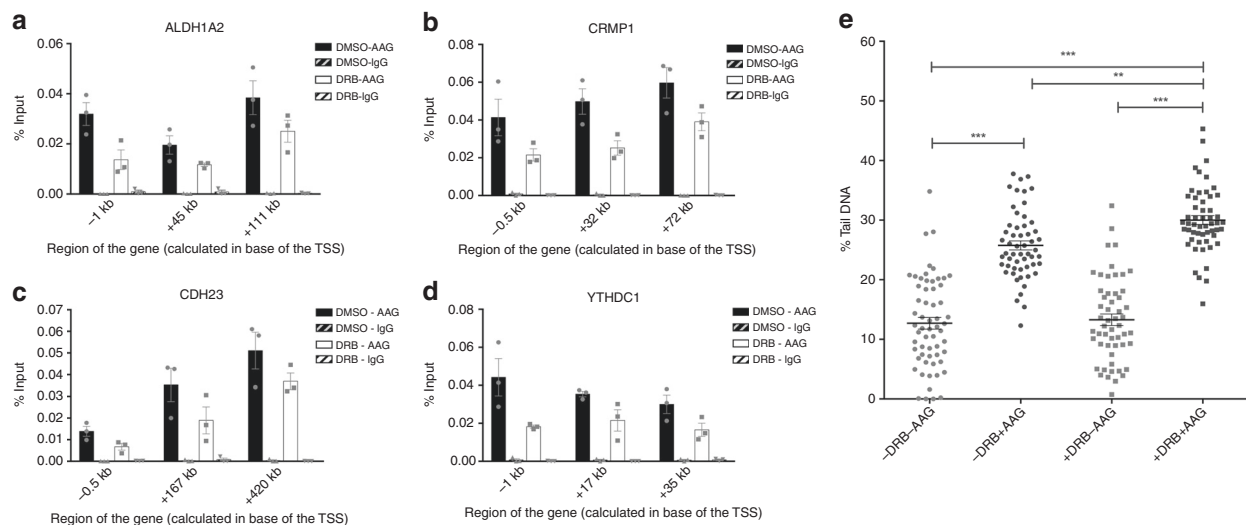 a
ALDH1A2
0.06
0.04
0.02
0.00
% Input
DMSO-AAG
DMSO-IgG
DRB-AAG
DRB-IgG
–1 kb
+45 kb
+111 kb
Region of the gene (calculated in base of the TSS)
b
CRMP1
0.08
0.06
0.04
0.02
0.00
% Input
DMSO-AAG
DMSO-IgG
DRB-AAG
DRB-IgG
–0.5 kb
+32 kb
+72 kb
Region of the gene (calculated in base of the TSS)
c
CDH23
0.07
0.06
0.05
0.04
0.03
0.02
0.01
0.00
% Input
DMSO - AAG
DMSO - IgG
DRB - AAG
DRB - IgG
–0.5 kb
+167 kb
+420 kb
Region of the gene (calculated in base of the TSS)
d
YTHDC1
0.08
0.06
0.04
0.02
0.00
% Input
DMSO - AAG
DMSO - IgG
DRB - AAG
DRB - IgG
–1 kb
+17 kb
+35 kb
Region of the gene (calculated in base of the TSS)
e
% Tail DNA
60
50
40
30
20
10
0
***
**
***
***
–DRB–AAG
–DRB+AAG
+DRB–AAG
+DRB+AAG